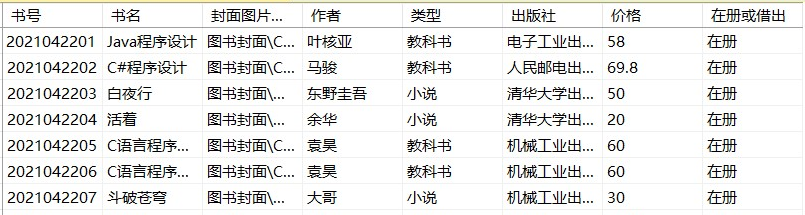 书号 书名 封面图片... 作者 类型 出版社 价格 在册或借出
2021042201 Java程序设计 图书封面\C... 叶核亚 教科书 电子工业出... 58 在册
2021042202 C#程序设计 图书封面\C... 马骏 教科书 人民邮电出... 69.8 在册
2021042203 白夜行 图书封面\... 东野圭吾 小说 清华大学出... 50 在册
2021042204 活着 图书封面\... 余华 小说 清华大学出... 20 在册
2021042205 C语言程序... 图书封面\C... 袁昊 教科书 机械工业出... 60 在册
2021042206 C语言程序... 图书封面\C... 袁昊 教科书 机械工业出... 60 在册
2021042207 斗破苍穹 图书封面\... 大哥 小说 机械工业出... 30 在册